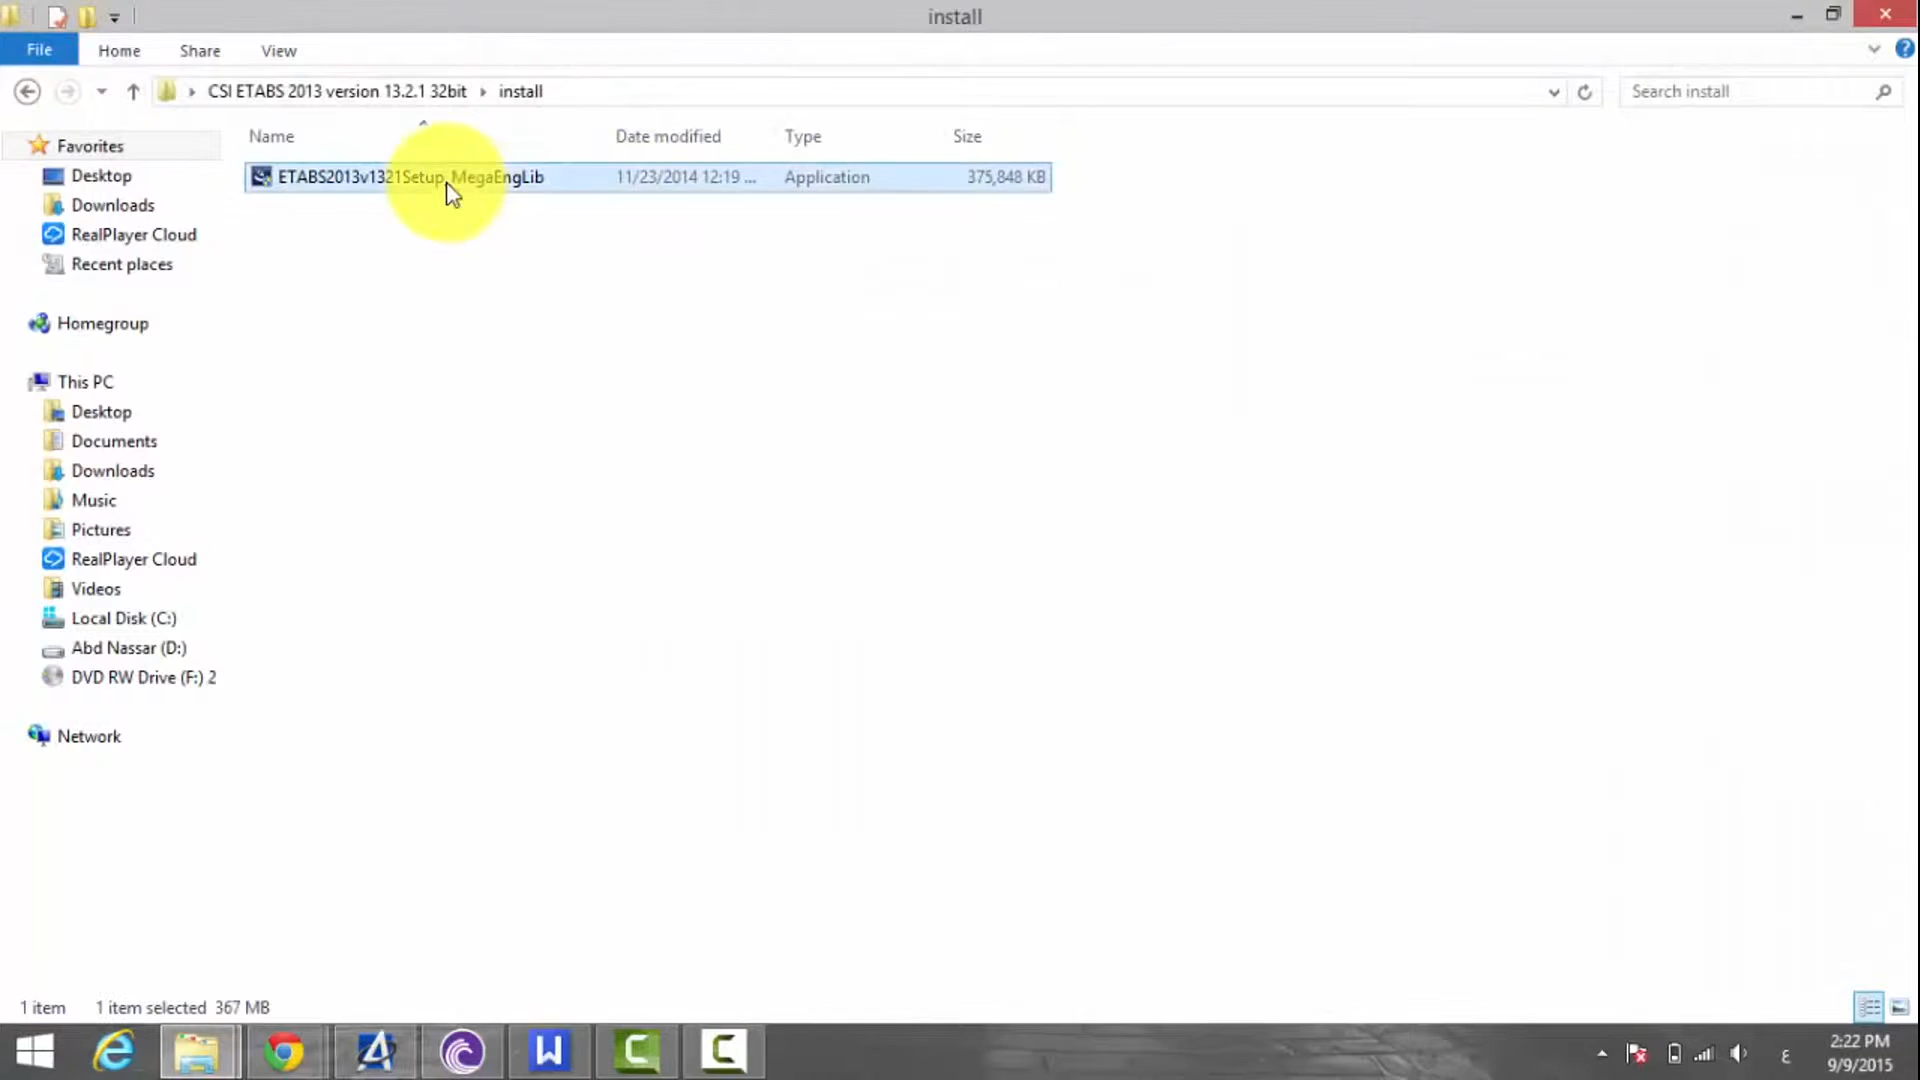 install
File Home Share View
CSI ETABS 2013 version 13.2.1 32bit install
Search install
Name Date modified Type Size
ETABS2013v1321Setup_MegaEngLib 11/23/2014 12:19 ... Application 375,848 KB
Favorites
Desktop
Downloads
RealPlayer Cloud
Recent places
Homegroup
This PC
Desktop
Documents
Downloads
Music
Pictures
RealPlayer Cloud
Videos
Local Disk (C:)
Abd Nassar (D:)
DVD RW Drive (F:) 2
Network
1 item 1 item selected 367 MB
ع
2:22 PM
9/9/2015